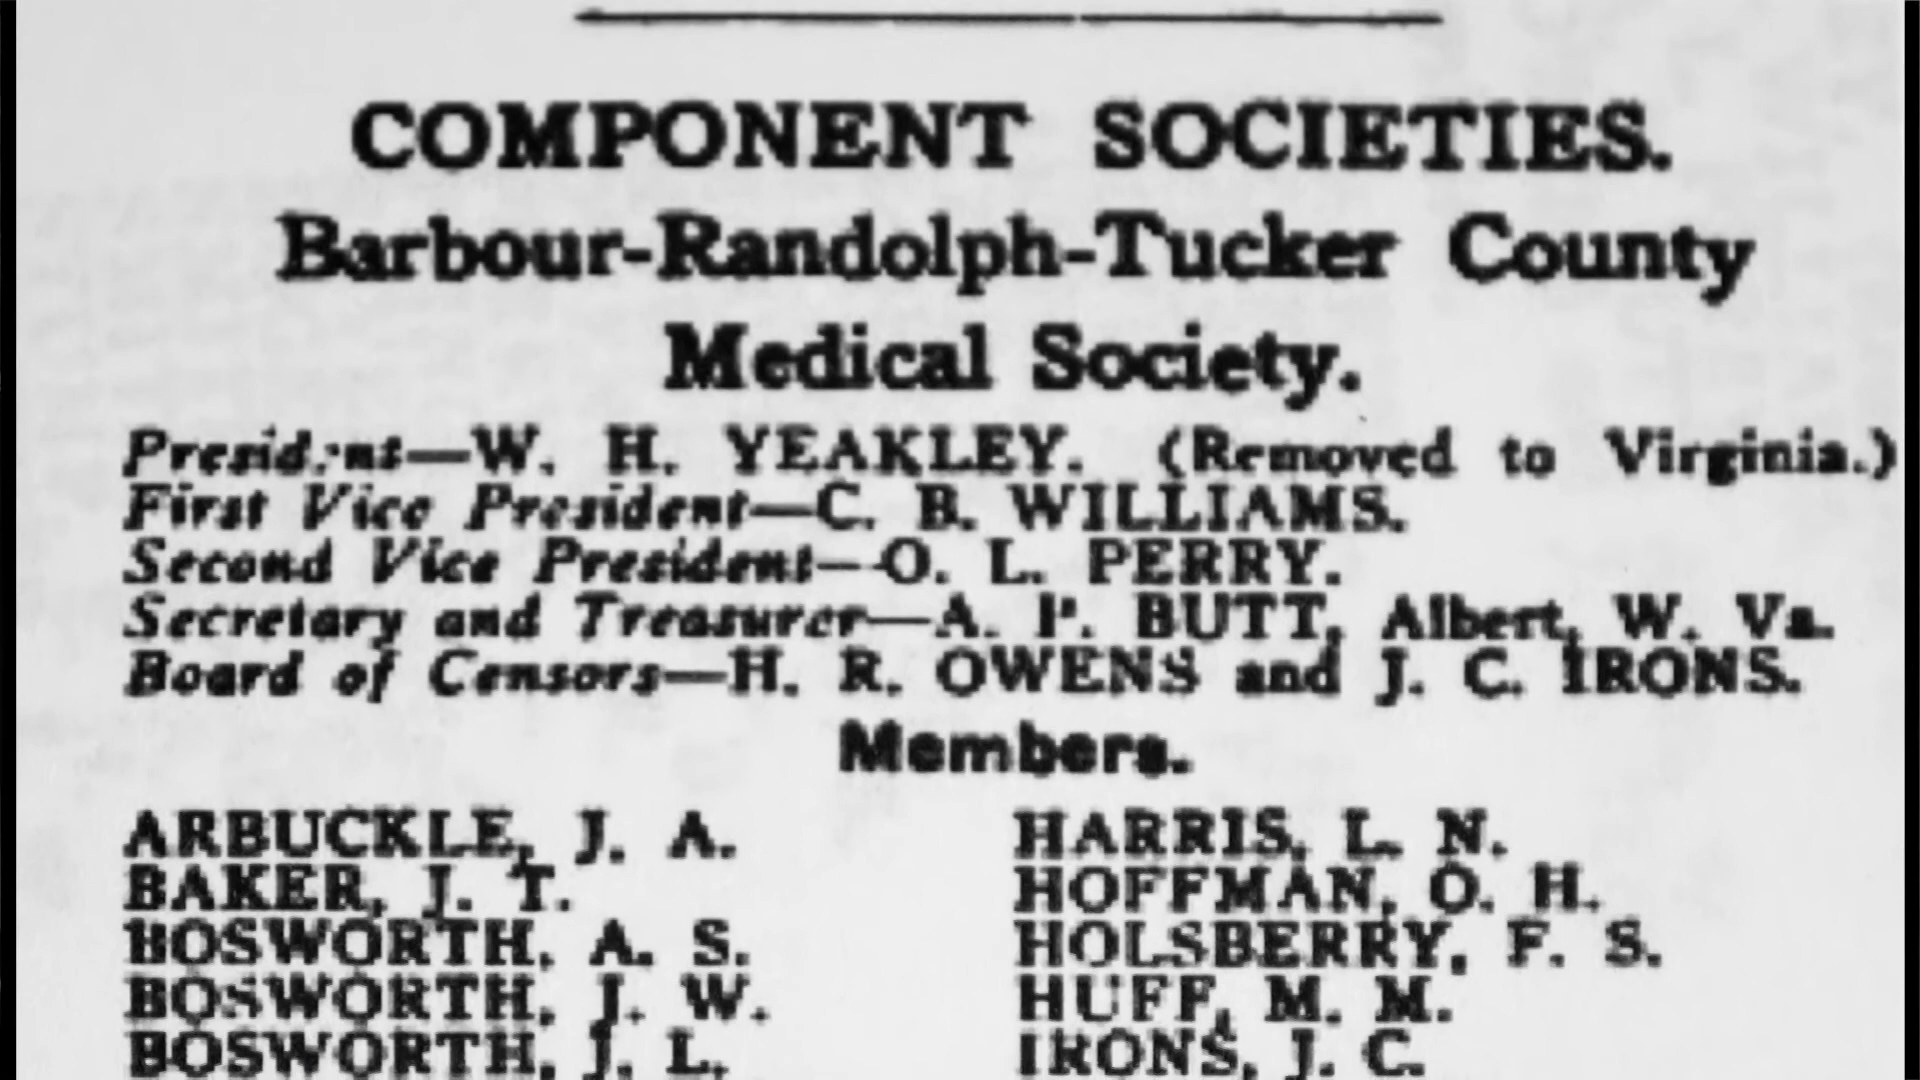 COMPONENT SOCIETIES.
Barbour-Randolph-Tucker County
Medical Society.
President—W. H. YEAKLEY. (Removed to Virginia.)
First Vice President—C. B. WILLIAMS.
Second Vice President—O. L. PERRY.
Secretary and Treasurer—A. P. BUTT, Albert, W. Va.
Board of Censors—H. R. OWENS and J. C. IRONS.
Members.
ARBUCKLE, J. A.
BAKER, J. T.
BOSWORTH, A. S.
BOSWORTH, J. W.
BOSWORTH, J. L.
HARRIS, L. N.
HOFFMAN, O. H.
HOLSBERRY, F. S.
HUFF, M. M.
IRONS, J. C.